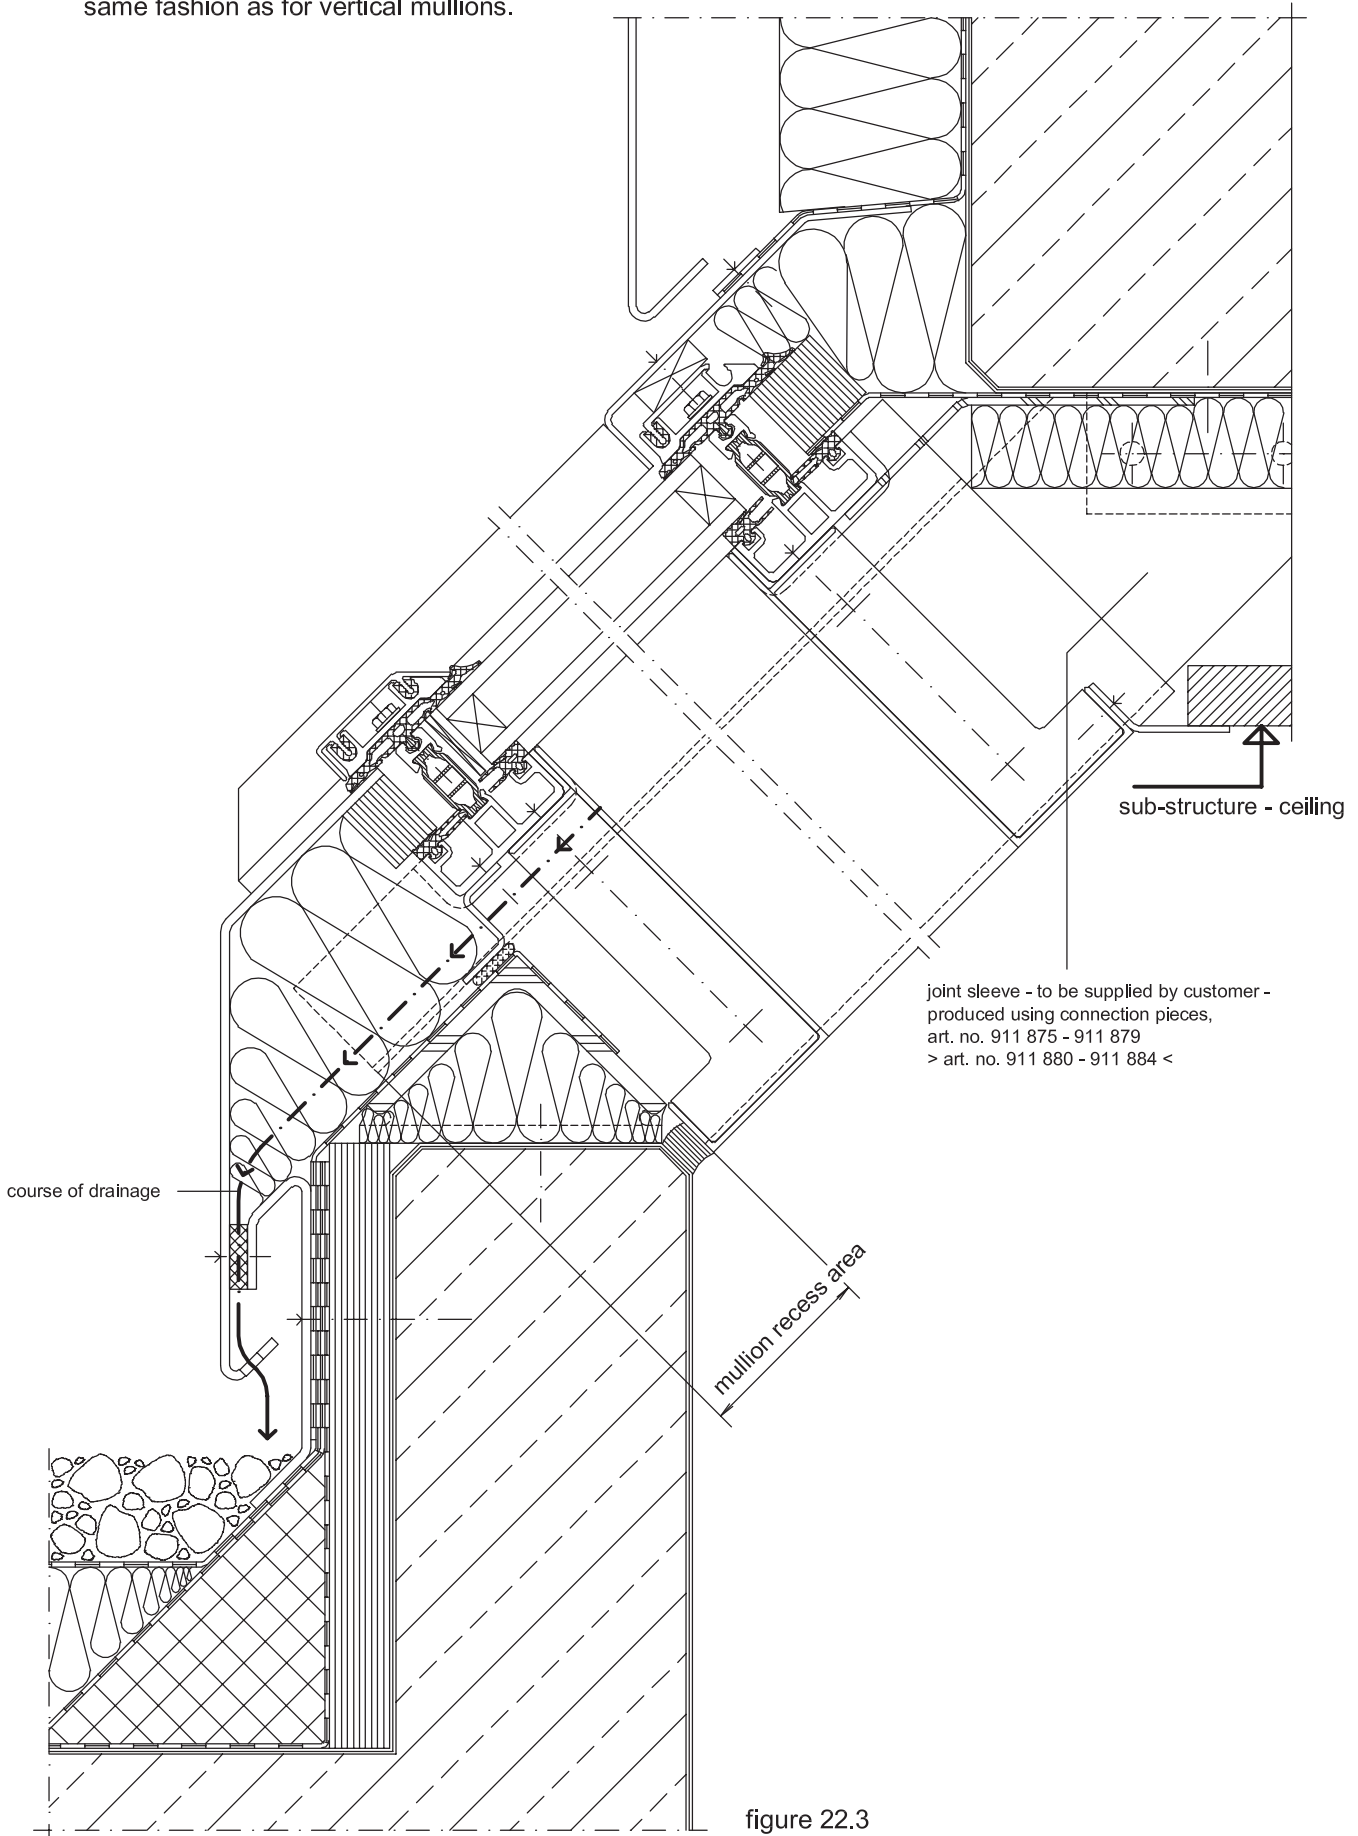 same fashion as for vertical mullions.
sub-structure - ceiling
joint sleeve - to be supplied by customer -
produced using connection pieces,
art. no. 911 875 - 911 879
> art. no. 911 880 - 911 884 <
course of drainage
mullion recess area
figure 22.3